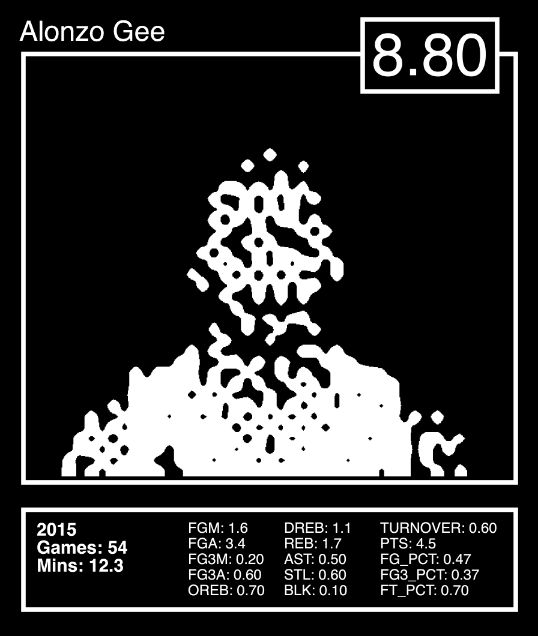 Alonzo Gee
8.80
2015
Games: 54
Mins: 12.3
FGM: 1.6
FGA: 3.4
FG3M: 0.20
FG3A: 0.60
OREB: 0.70
DREB: 1.1
REB: 1.7
AST: 0.50
STL: 0.60
BLK: 0.10
TURNOVER: 0.60
PTS: 4.5
FG_PCT: 0.47
FG3_PCT: 0.37
FT_PCT: 0.70